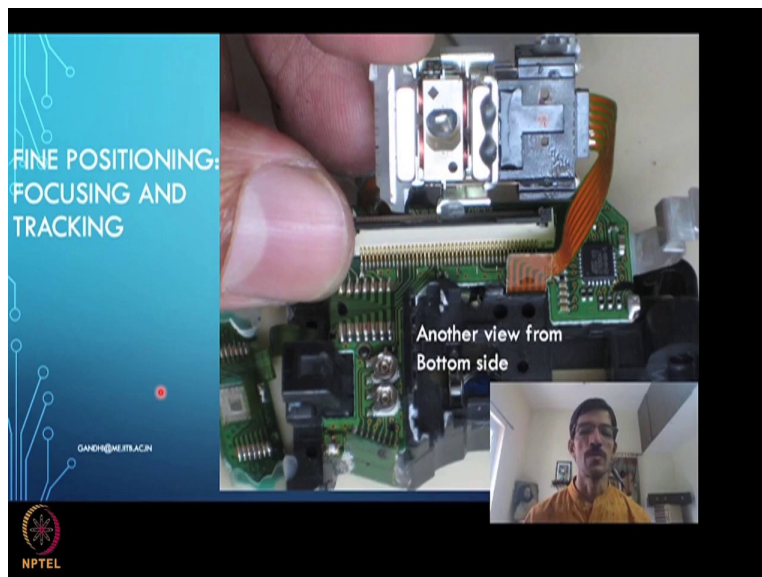 FINE POSITIONING:
FOCUSING AND
TRACKING
Another view from
Bottom side
GANDHI@ME.IITB.AC.IN
NPTEL